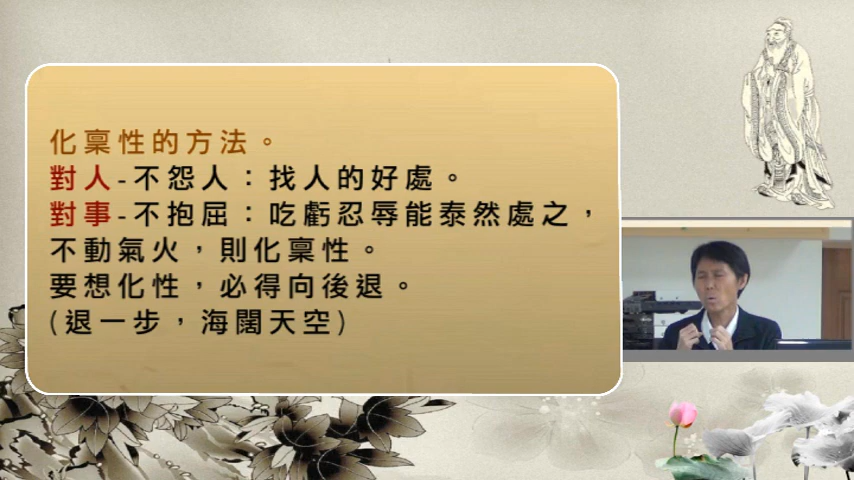 化稟性的方法。
對人-不怨人：找人的好處。
對事-不抱屈：吃虧忍辱能泰然處之，
不動氣火，則化稟性。
要想化性，必得向後退。
(退一步，海闊天空)